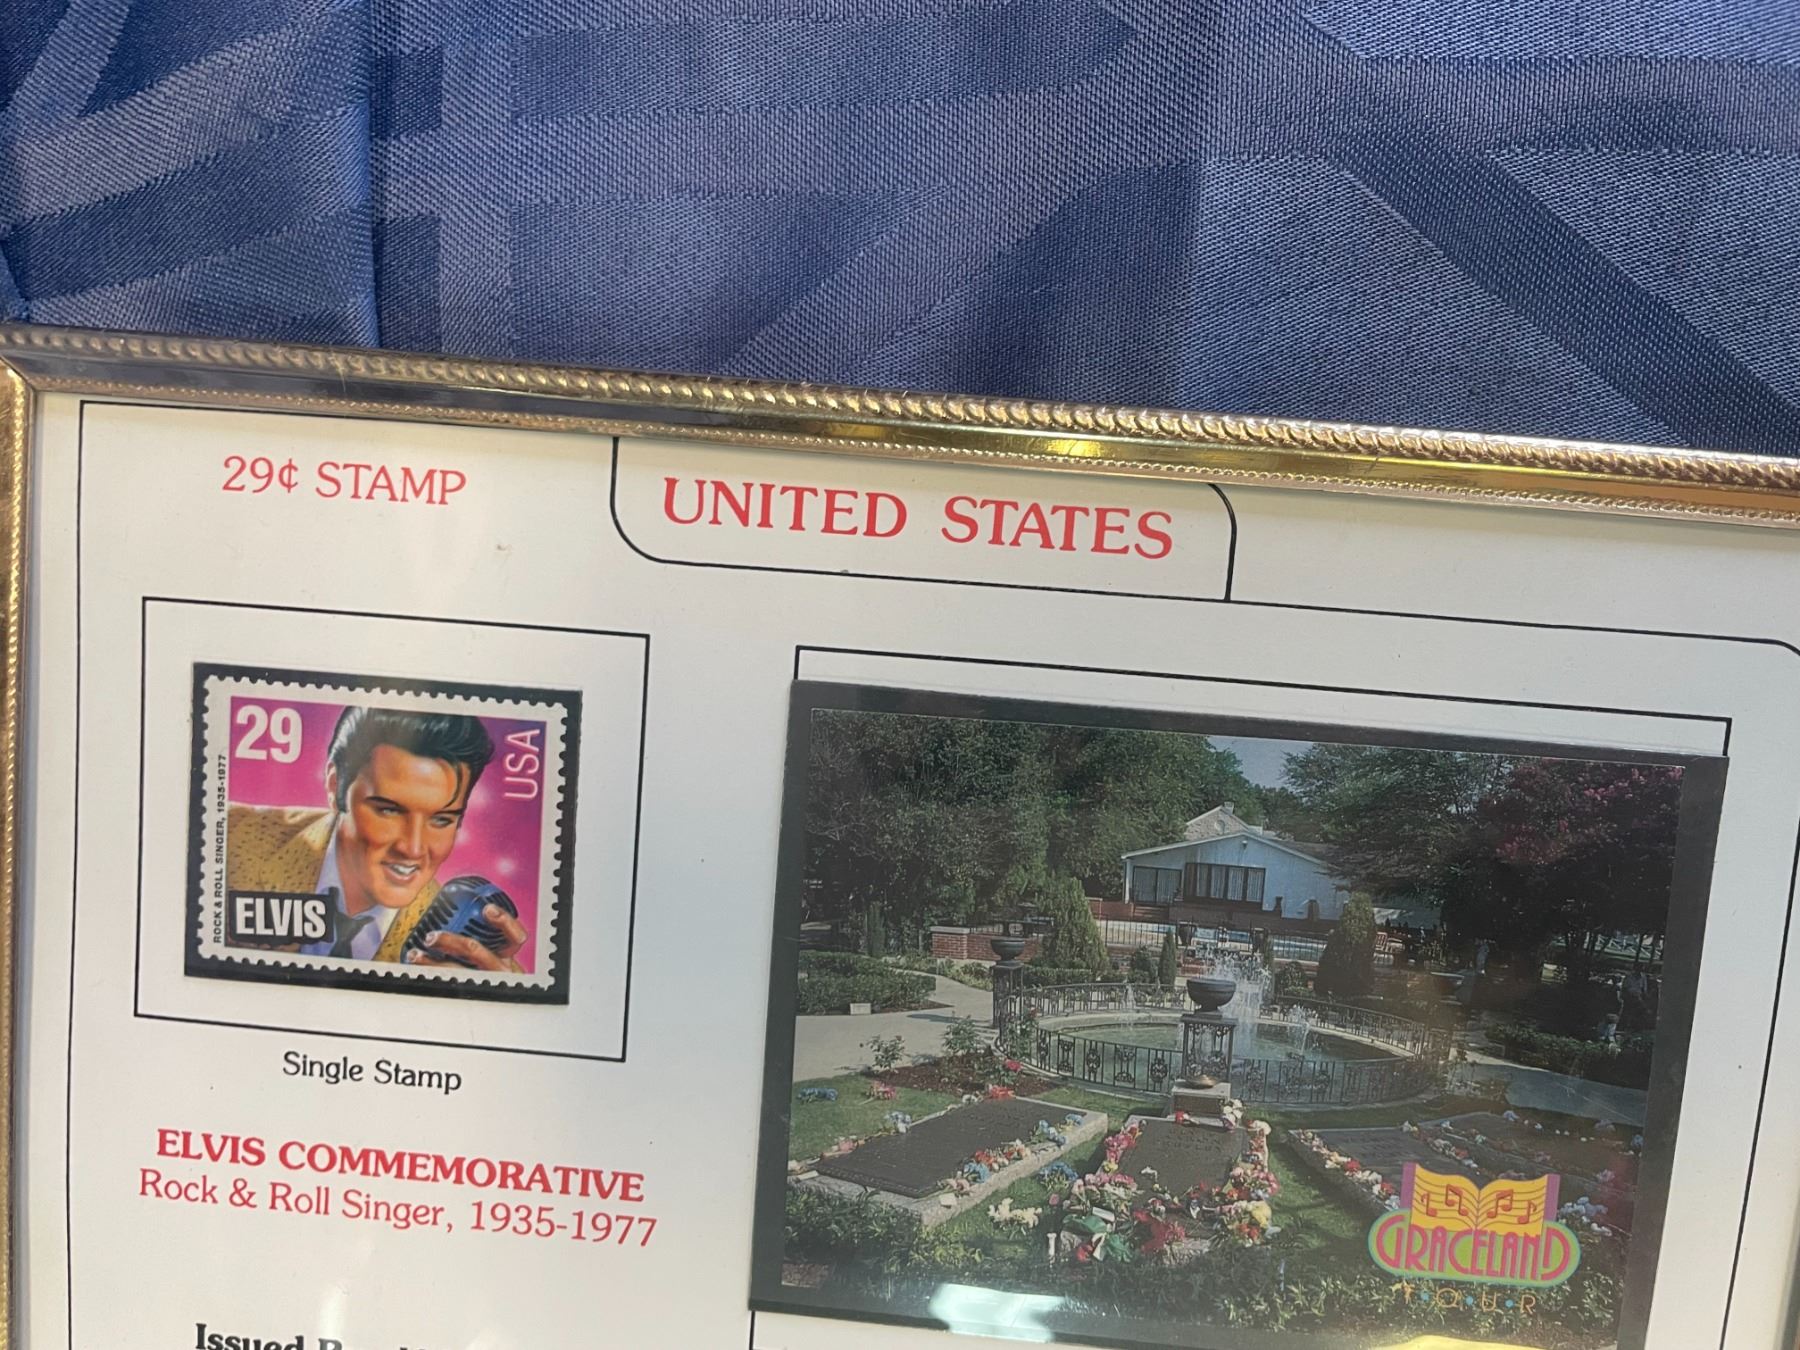 29¢ STAMP
UNITED STATES
29
USA
ROCK & ROLL SINGER, 1935-1977
ELVIS
Single Stamp
ELVIS COMMEMORATIVE
Rock & Roll Singer, 1935-1977
Issued
GRACELAND
TOUR